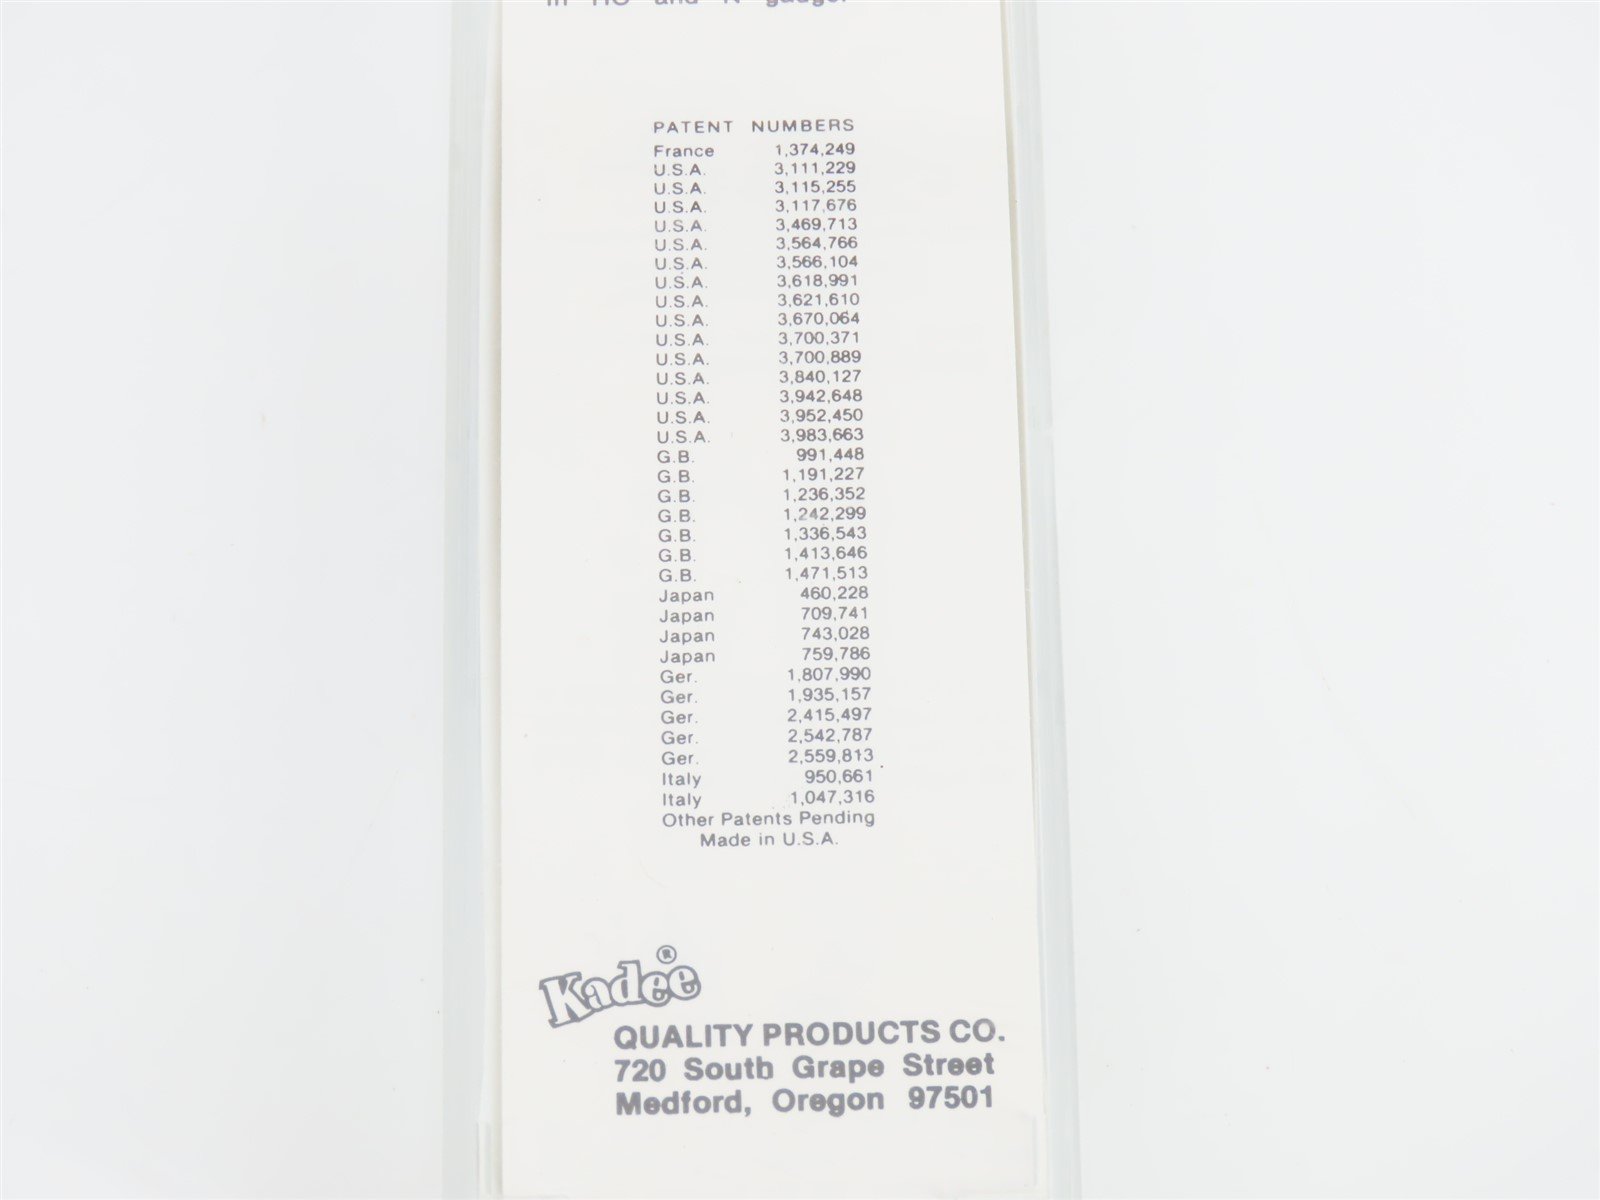 in HO and N gauge.
PATENT NUMBERS
France 1,374,249
U.S.A. 3,111,229
U.S.A. 3,115,255
U.S.A. 3,117,676
U.S.A. 3,469,713
U.S.A. 3,564,766
U.S.A. 3,566,104
U.S.A. 3,618,991
U.S.A. 3,621,610
U.S.A. 3,670,064
U.S.A. 3,700,371
U.S.A. 3,700,889
U.S.A. 3,840,127
U.S.A. 3,942,648
U.S.A. 3,952,450
U.S.A. 3,983,663
G.B. 991,448
G.B. 1,191,227
G.B. 1,236,352
G.B. 1,242,299
G.B. 1,336,543
G.B. 1,413,646
G.B. 1,471,513
Japan 460,228
Japan 709,741
Japan 743,028
Japan 759,786
Ger. 1,807,990
Ger. 1,935,157
Ger. 2,415,497
Ger. 2,542,787
Ger. 2,559,813
Italy 950,661
Italy 1,047,316
Other Patents Pending
Made in U.S.A.
Kadee®
QUALITY PRODUCTS CO.
720 South Grape Street
Medford, Oregon 97501